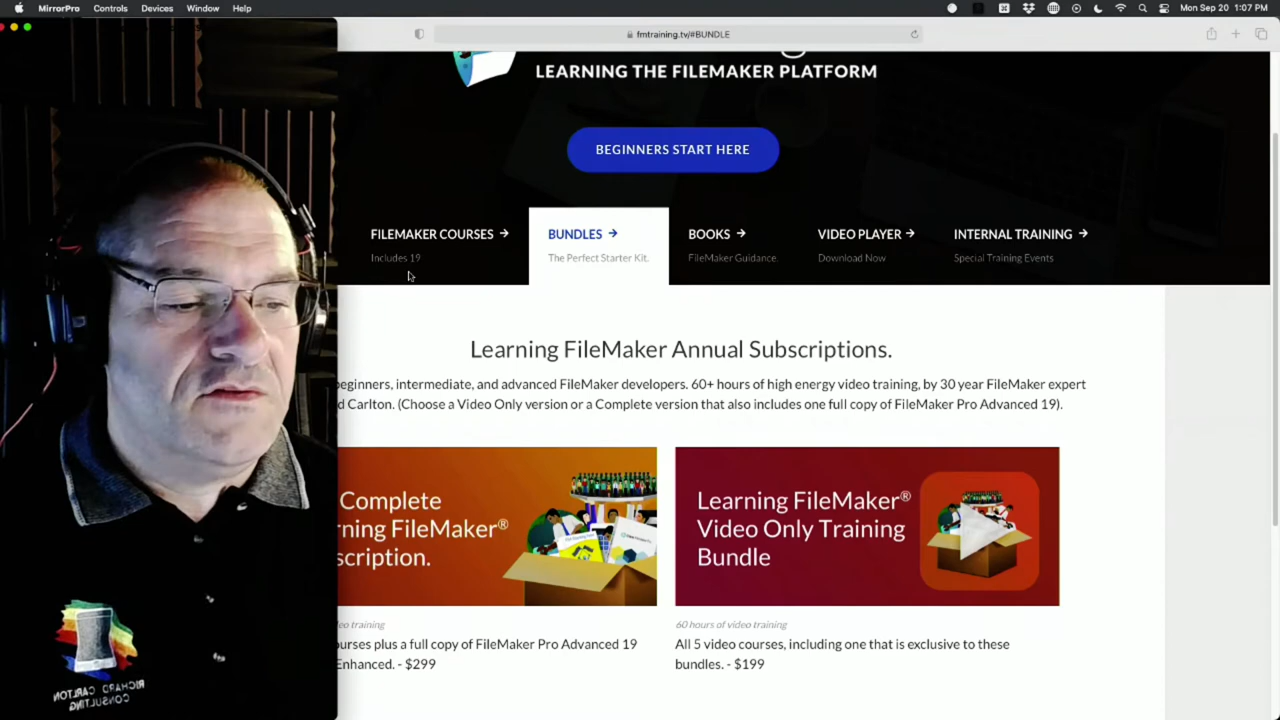 MirrorPro Controls Devices Window Help
Mon Sep 20 1:07 PM
fmtraining.tv/#BUNDLE
LEARNING THE FILEMAKER PLATFORM
BEGINNERS START HERE
FILEMAKER COURSES
Includes 19
BUNDLES
The Perfect Starter Kit.
BOOKS
FileMaker Guidance.
VIDEO PLAYER
Download Now
INTERNAL TRAINING
Special Training Events
Learning FileMaker Annual Subscriptions.
beginners, intermediate, and advanced FileMaker developers. 60+ hours of high energy video training, by 30 year FileMaker expert
d Carlton. (Choose a Video Only version or a Complete version that also includes one full copy of FileMaker Pro Advanced 19).
Complete
rning FileMaker®
scription.
Learning FileMaker®
Video Only Training
Bundle
eo training
ourses plus a full copy of FileMaker Pro Advanced 19
Enhanced. - $299
60 hours of video training
All 5 video courses, including one that is exclusive to these
bundles. - $199
RICHARD CARLTON
CONSULTING